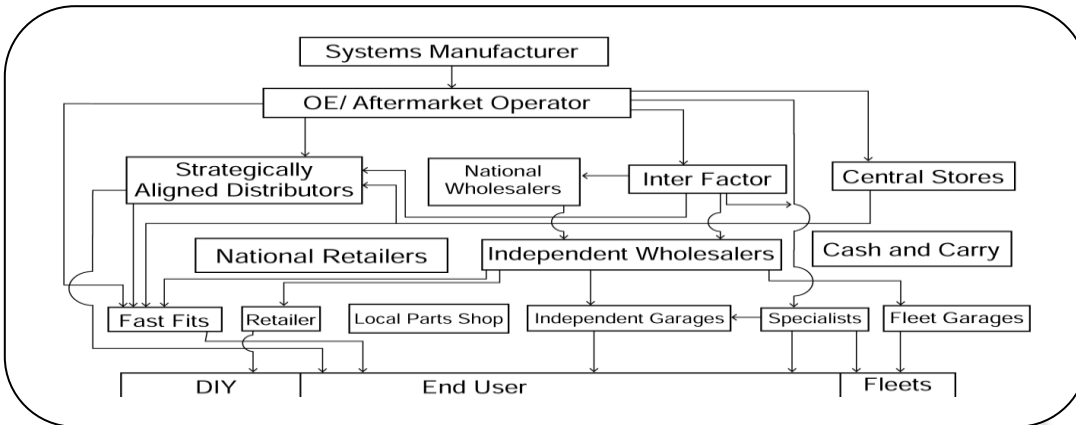 Systems Manufacturer
OE/ Aftermarket Operator
Strategically
Aligned Distributors
National
Wholesalers
Inter Factor
Central Stores
National Retailers
Independent Wholesalers
Cash and Carry
Fast Fits
Retailer
Local Parts Shop
Independent Garages
Specialists
Fleet Garages
DIY
End User
Fleets